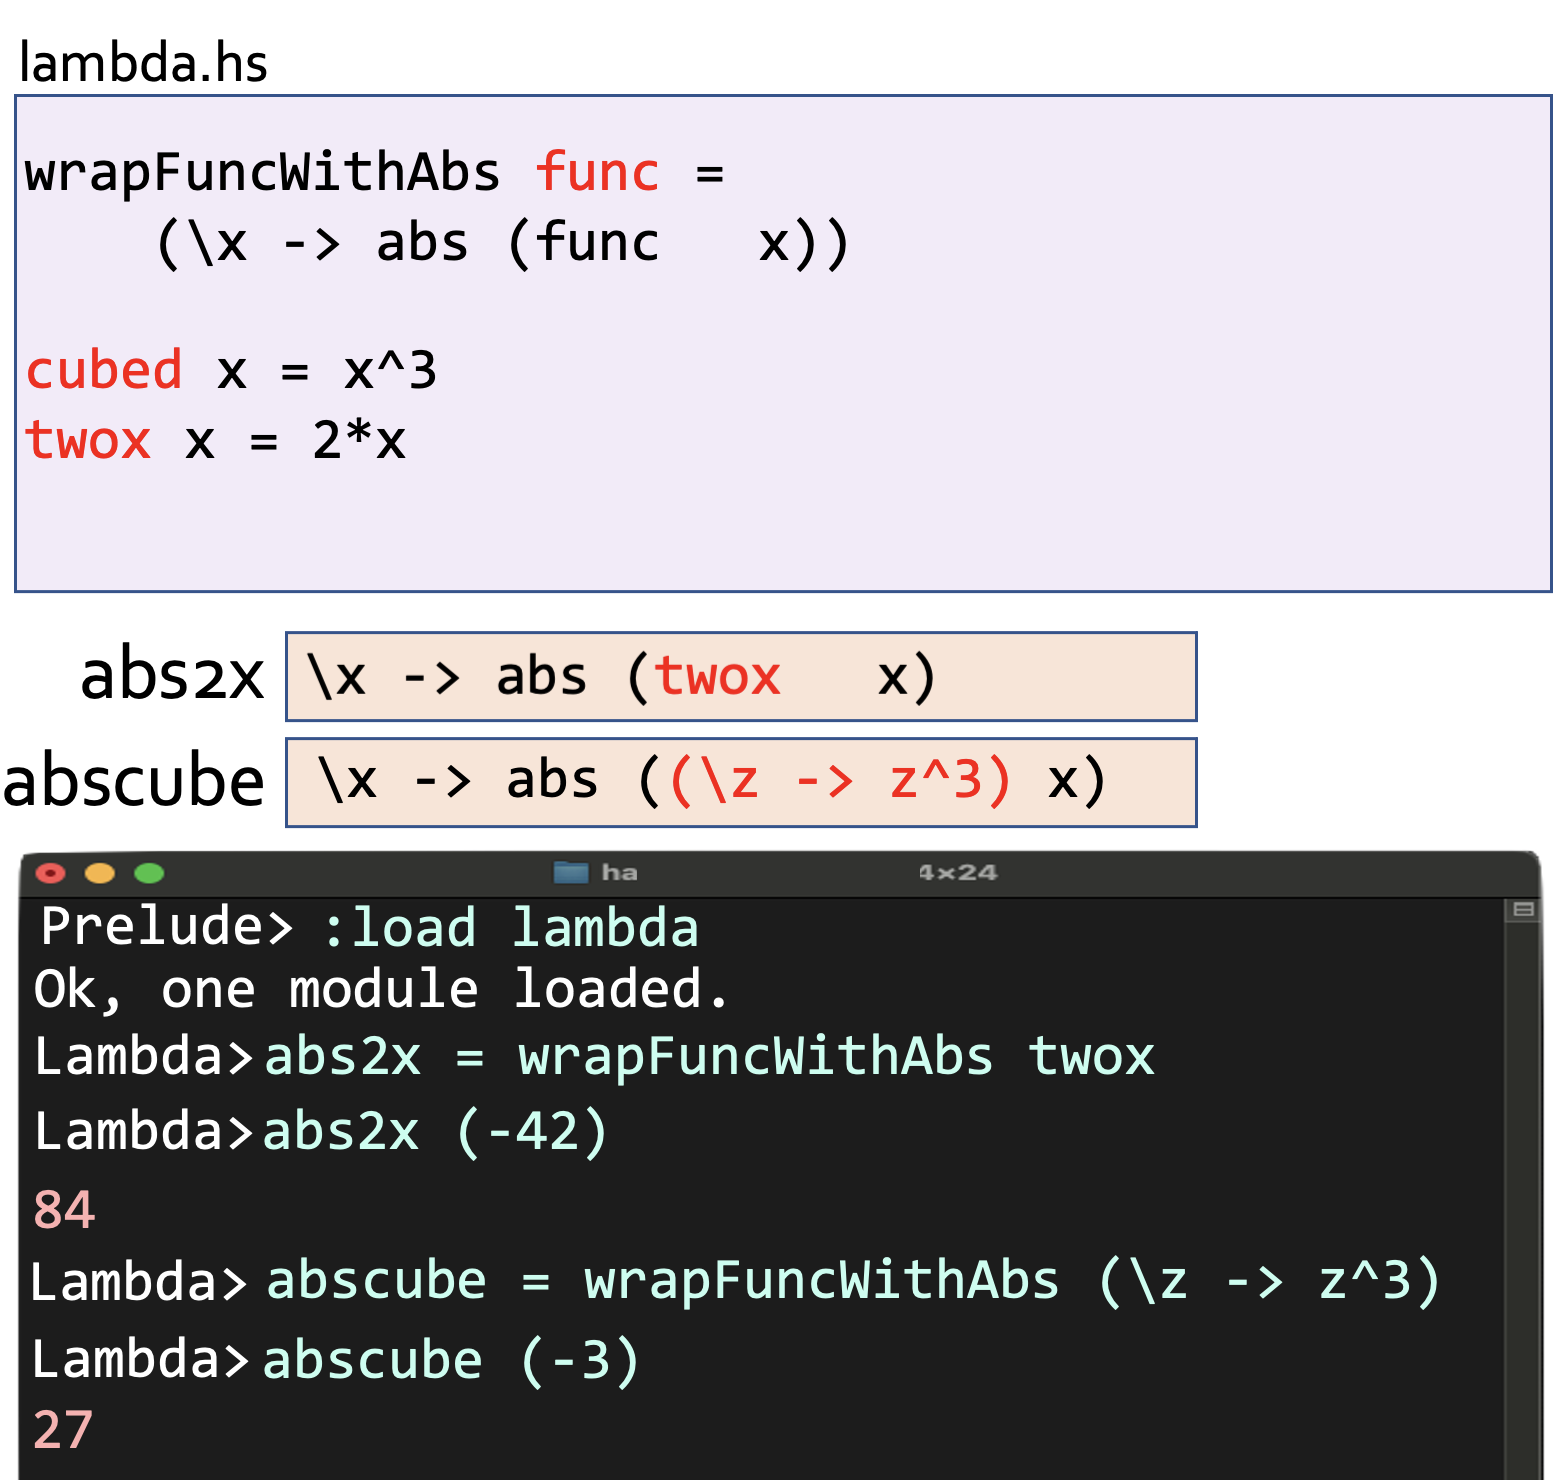 lambda.hs
wrapFuncWithAbs func =
(\x -> abs (func x))
cubed x = x^3
twox x = 2*x
abs2x \x -> abs (twox x)
abscube \x -> abs ((\z -> z^3) x)
ha 4×24
Prelude> :load lambda
Ok, one module loaded.
Lambda> abs2x = wrapFuncWithAbs twox
Lambda> abs2x (-42)
84
Lambda> abscube = wrapFuncWithAbs (\z -> z^3)
Lambda> abscube (-3)
27